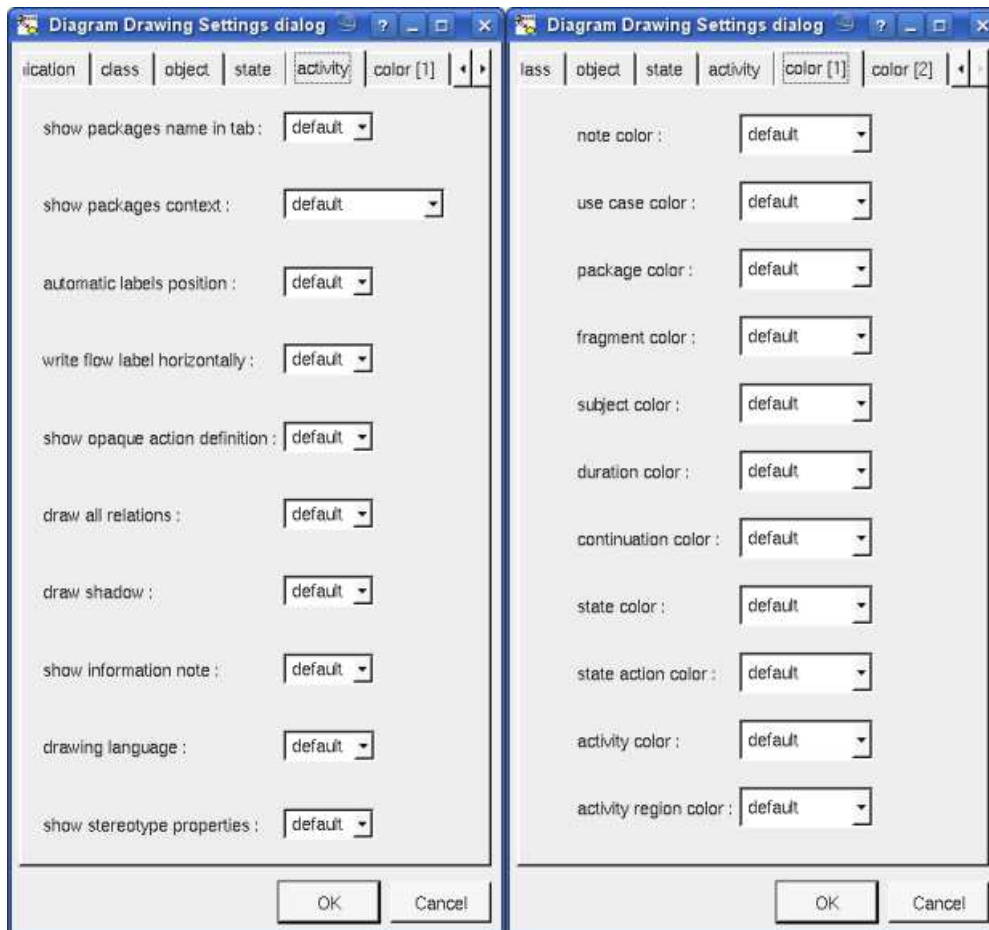 Diagram Drawing Settings dialog
ication class object state activity color [1]
show packages name in tab : default
show packages context : default
automatic labels position : default
write flow label horizontally : default
show opaque action definition : default
draw all relations : default
draw shadow : default
show information note : default
drawing language : default
show stereotype properties : default
OK Cancel
Diagram Drawing Settings dialog
lass object state activity color [1] color [2]
note color : default
use case color : default
package color : default
fragment color : default
subject color : default
duration color : default
continuation color : default
state color : default
state action color : default
activity color : default
activity region color : default
OK Cancel